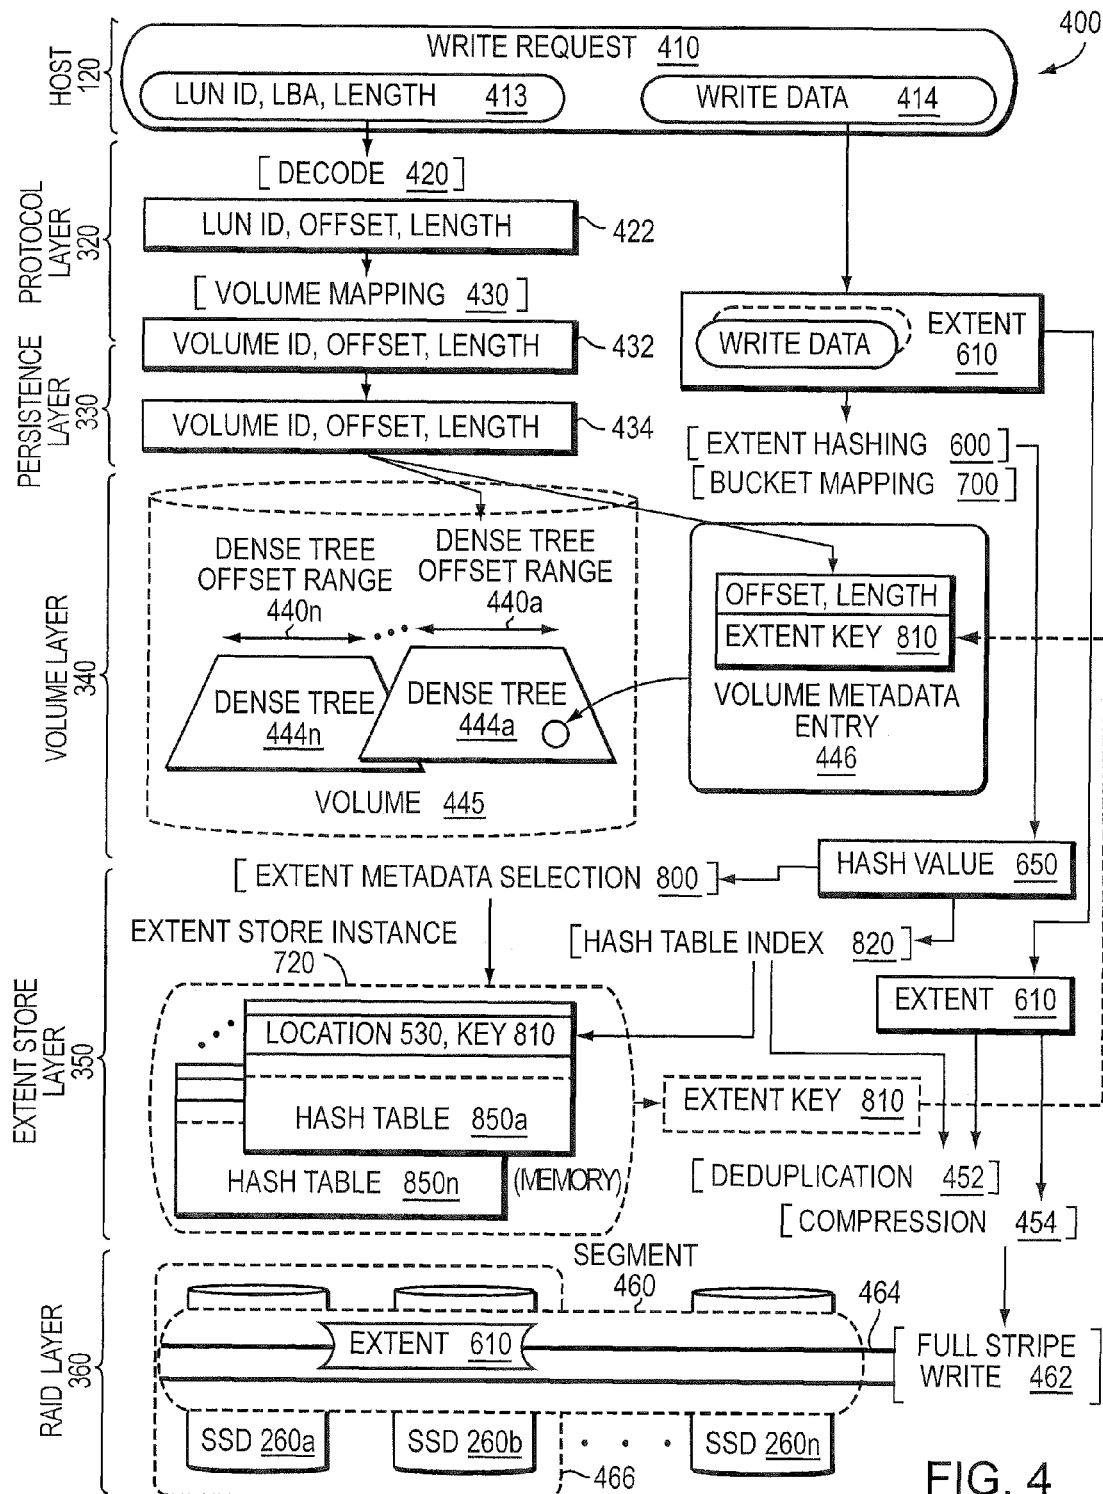 400
HOST
120
WRITE REQUEST 410
LUN ID, LBA, LENGTH 413
WRITE DATA 414
PROTOCOL
LAYER
320
[DECODE 420]
LUN ID, OFFSET, LENGTH
422
[VOLUME MAPPING 430]
VOLUME ID, OFFSET, LENGTH
432
WRITE DATA
EXTENT
610
PERSISTENCE
LAYER
330
VOLUME ID, OFFSET, LENGTH
434
[EXTENT HASHING 600]
[BUCKET MAPPING 700]
VOLUME LAYER
340
DENSE TREE
OFFSET RANGE
440n
DENSE TREE
OFFSET RANGE
440a
DENSE TREE
444n
DENSE TREE
444a
VOLUME 445
OFFSET, LENGTH
EXTENT KEY 810
VOLUME METADATA
ENTRY
446
HASH VALUE 650
EXTENT STORE
LAYER
350
[EXTENT METADATA SELECTION 800]
[HASH TABLE INDEX 820]
EXTENT STORE INSTANCE
720
EXTENT 610
LOCATION 530, KEY 810
HASH TABLE 850a
HASH TABLE 850n
(MEMORY)
EXTENT KEY 810
[DEDUPLICATION 452]
[COMPRESSION 454]
RAID LAYER
360
SEGMENT
460
464
EXTENT 610
[FULL STRIPE
WRITE 462]
SSD 260a
SSD 260b
. . . .
SSD 260n
466
FIG. 4